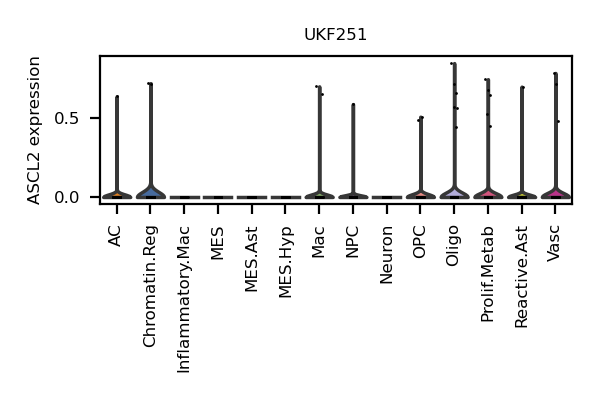 UKF251
ASCL2 expression
0.5
0.0
AC
Chromatin.Reg
Inflammatory.Mac
MES
MES.Ast
MES.Hyp
Mac
NPC
Neuron
OPC
Oligo
Prolif.Metab
Reactive.Ast
Vasc